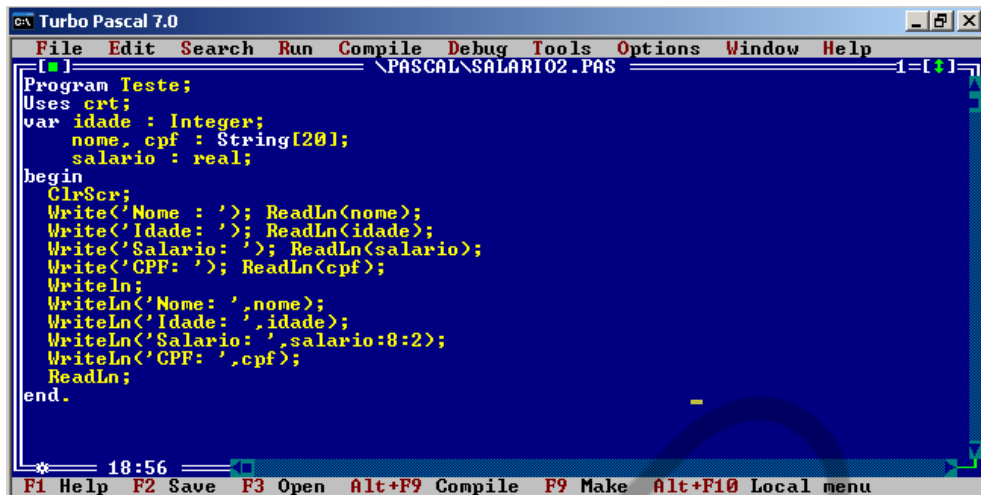 Turbo Pascal 7.0
File Edit Search Run Compile Debug Tools Options Window Help
\PASCAL\SALARIO2.PAS 1=[↕]
Program Teste;
Uses crt;
var idade : Integer;
    nome, cpf : String[20];
    salario : real;
begin
  ClrScr;
  Write('Nome : '); ReadLn(nome);
  Write('Idade: '); ReadLn(idade);
  Write('Salario: '); ReadLn(salario);
  Write('CPF: '); ReadLn(cpf);
  Writeln;
  WriteLn('Nome: ',nome);
  WriteLn('Idade: ',idade);
  WriteLn('Salario: ',salario:8:2);
  WriteLn('CPF: ',cpf);
  ReadLn;
end.
18:56
F1 Help F2 Save F3 Open Alt+F9 Compile F9 Make Alt+F10 Local menu